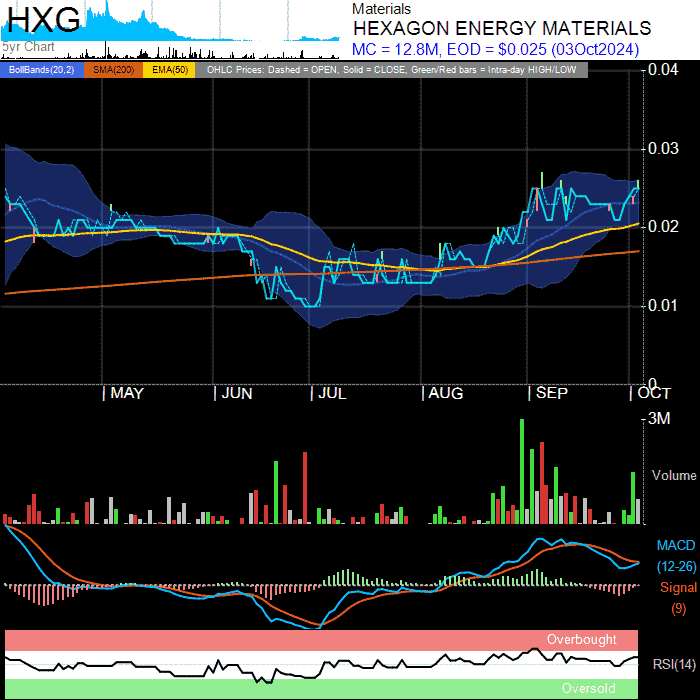 HXG
5yr Chart
Materials
HEXAGON ENERGY MATERIALS
MC = 12.8M, EOD = $0.025 (03Oct2024)
BollBands(20,2) SMA(200) EMA(50) OHLC Prices: Dashed = OPEN, Solid = CLOSE, Green/Red bars = Intra-day HIGH/LOW
0.04
0.03
0.02
0.01
0
MAY JUN JUL AUG SEP OCT
3M
Volume
MACD
(12-26)
Signal
(9)
Overbought
RSI(14)
Oversold